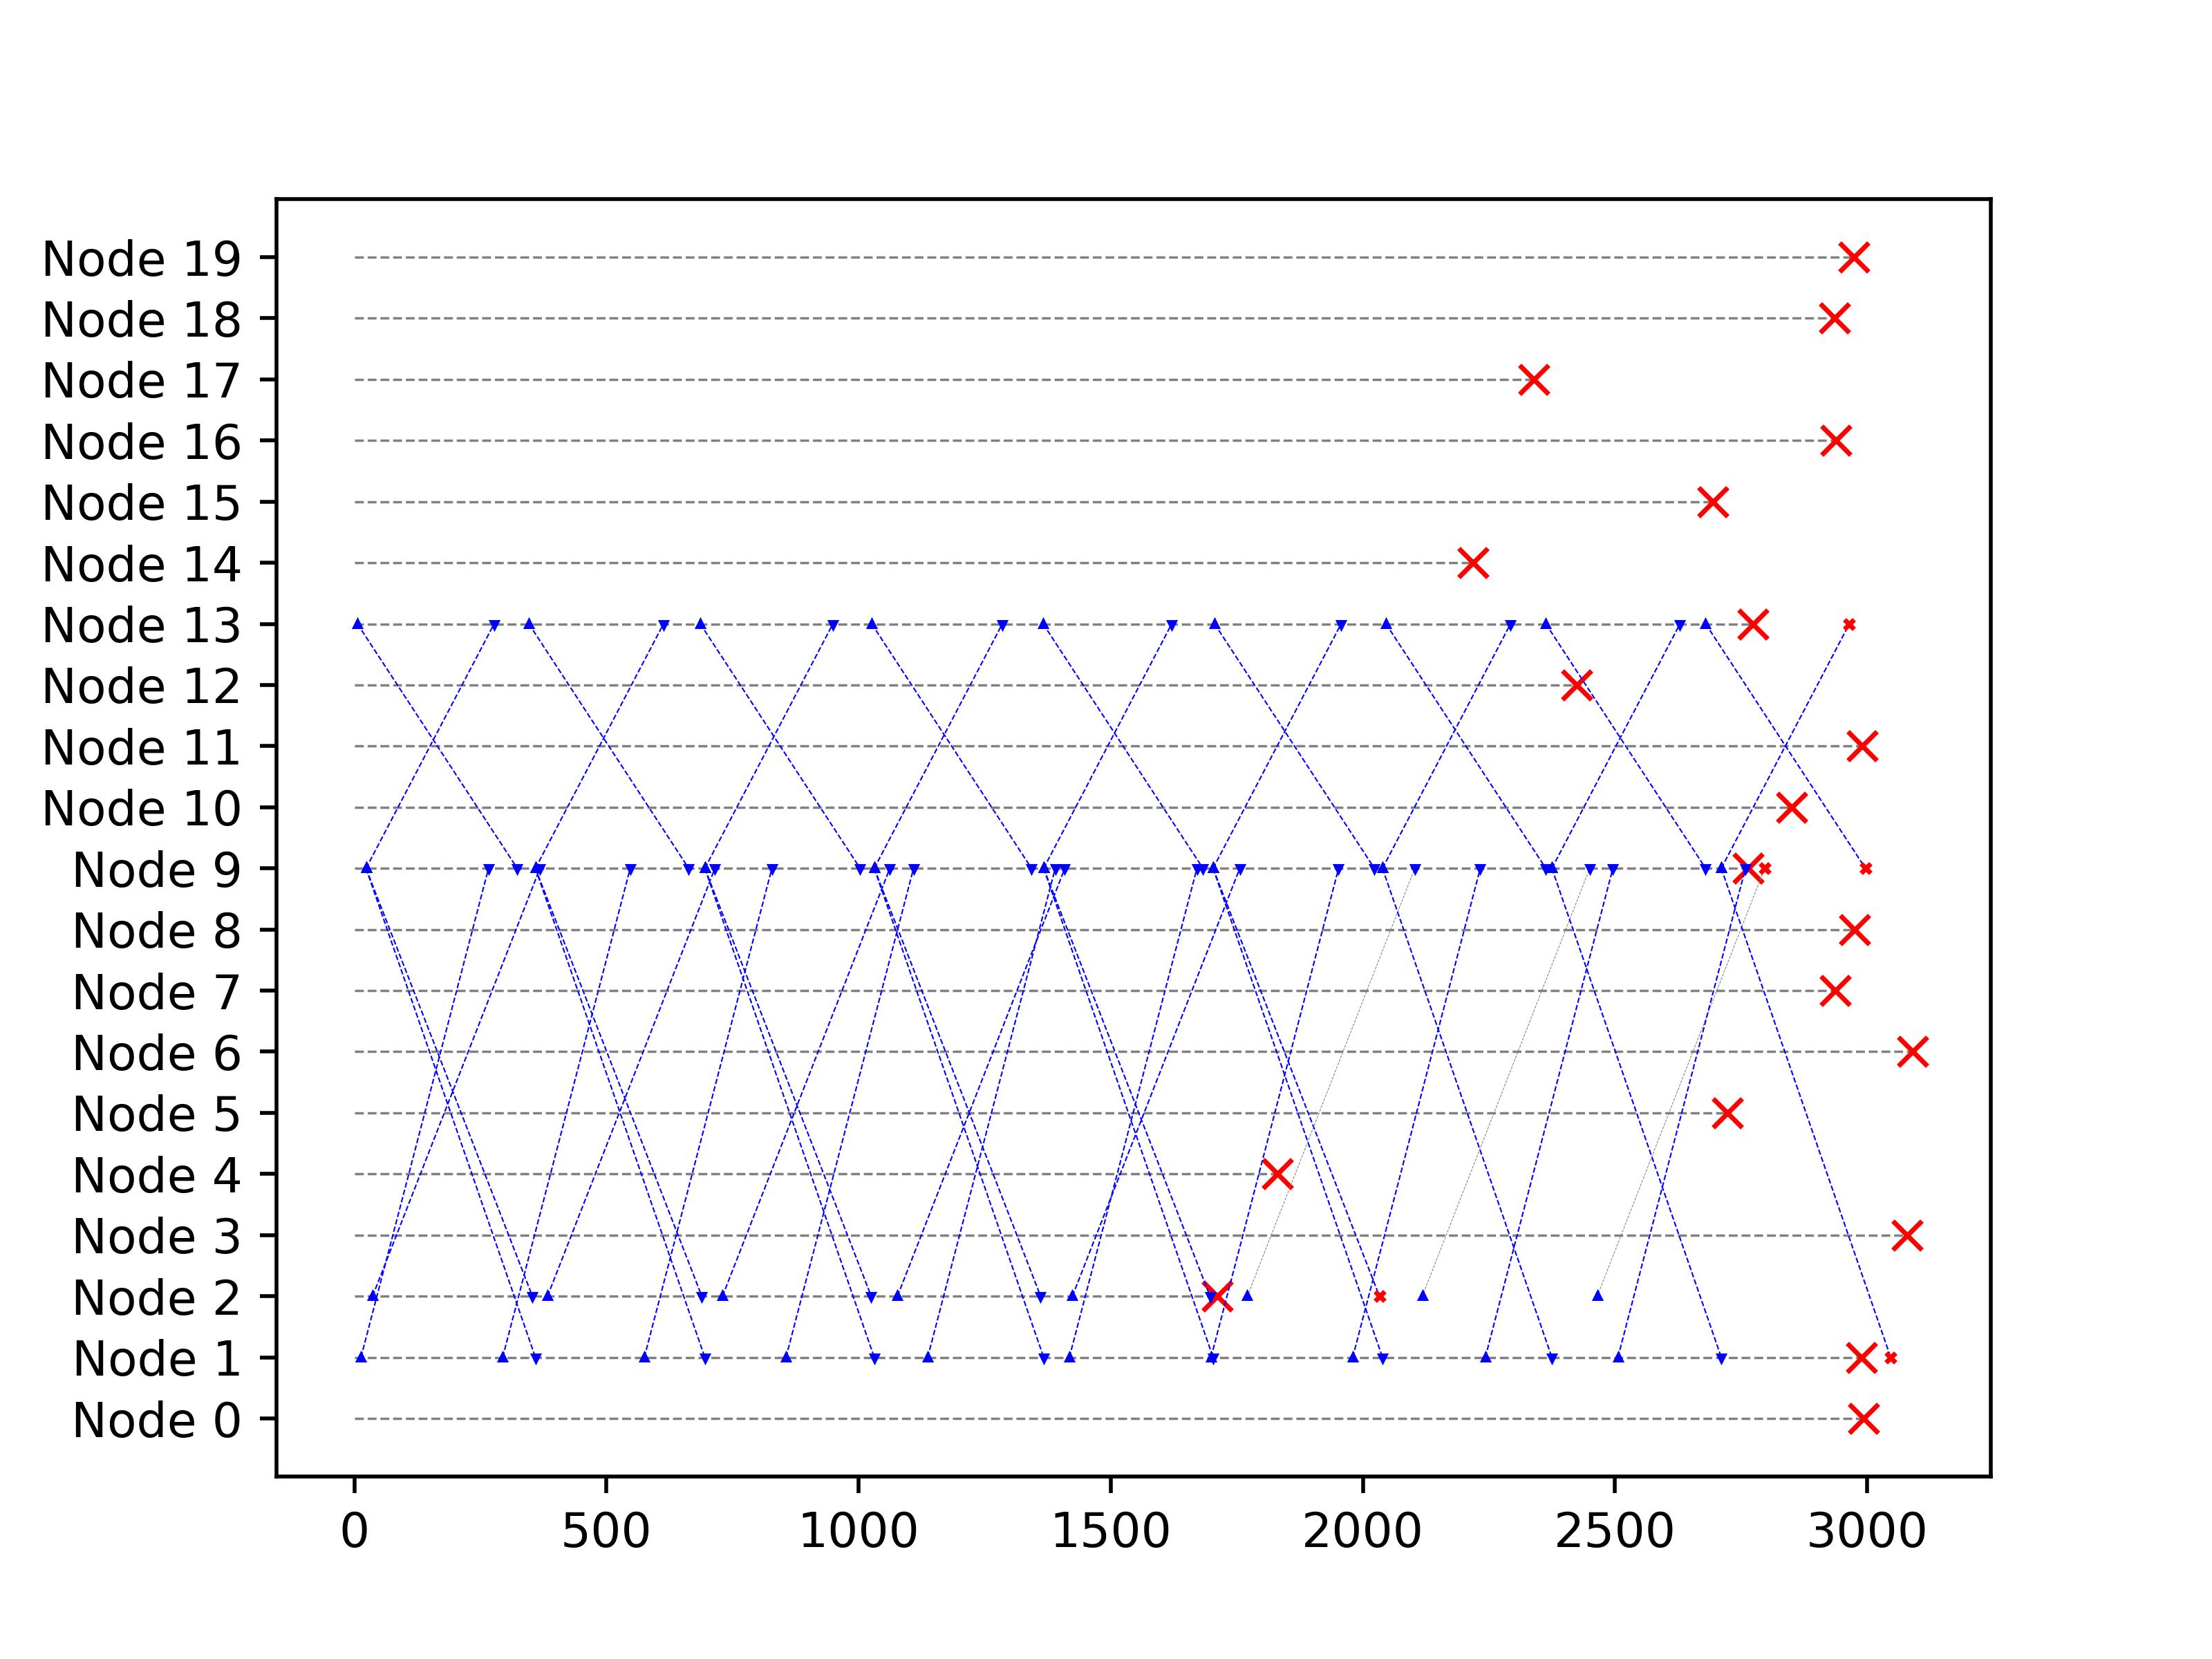 Node 19
Node 18
Node 17
Node 16
Node 15
Node 14
Node 13
Node 12
Node 11
Node 10
Node 9
Node 8
Node 7
Node 6
Node 5
Node 4
Node 3
Node 2
Node 1
Node 0
0 500 1000 1500 2000 2500 3000